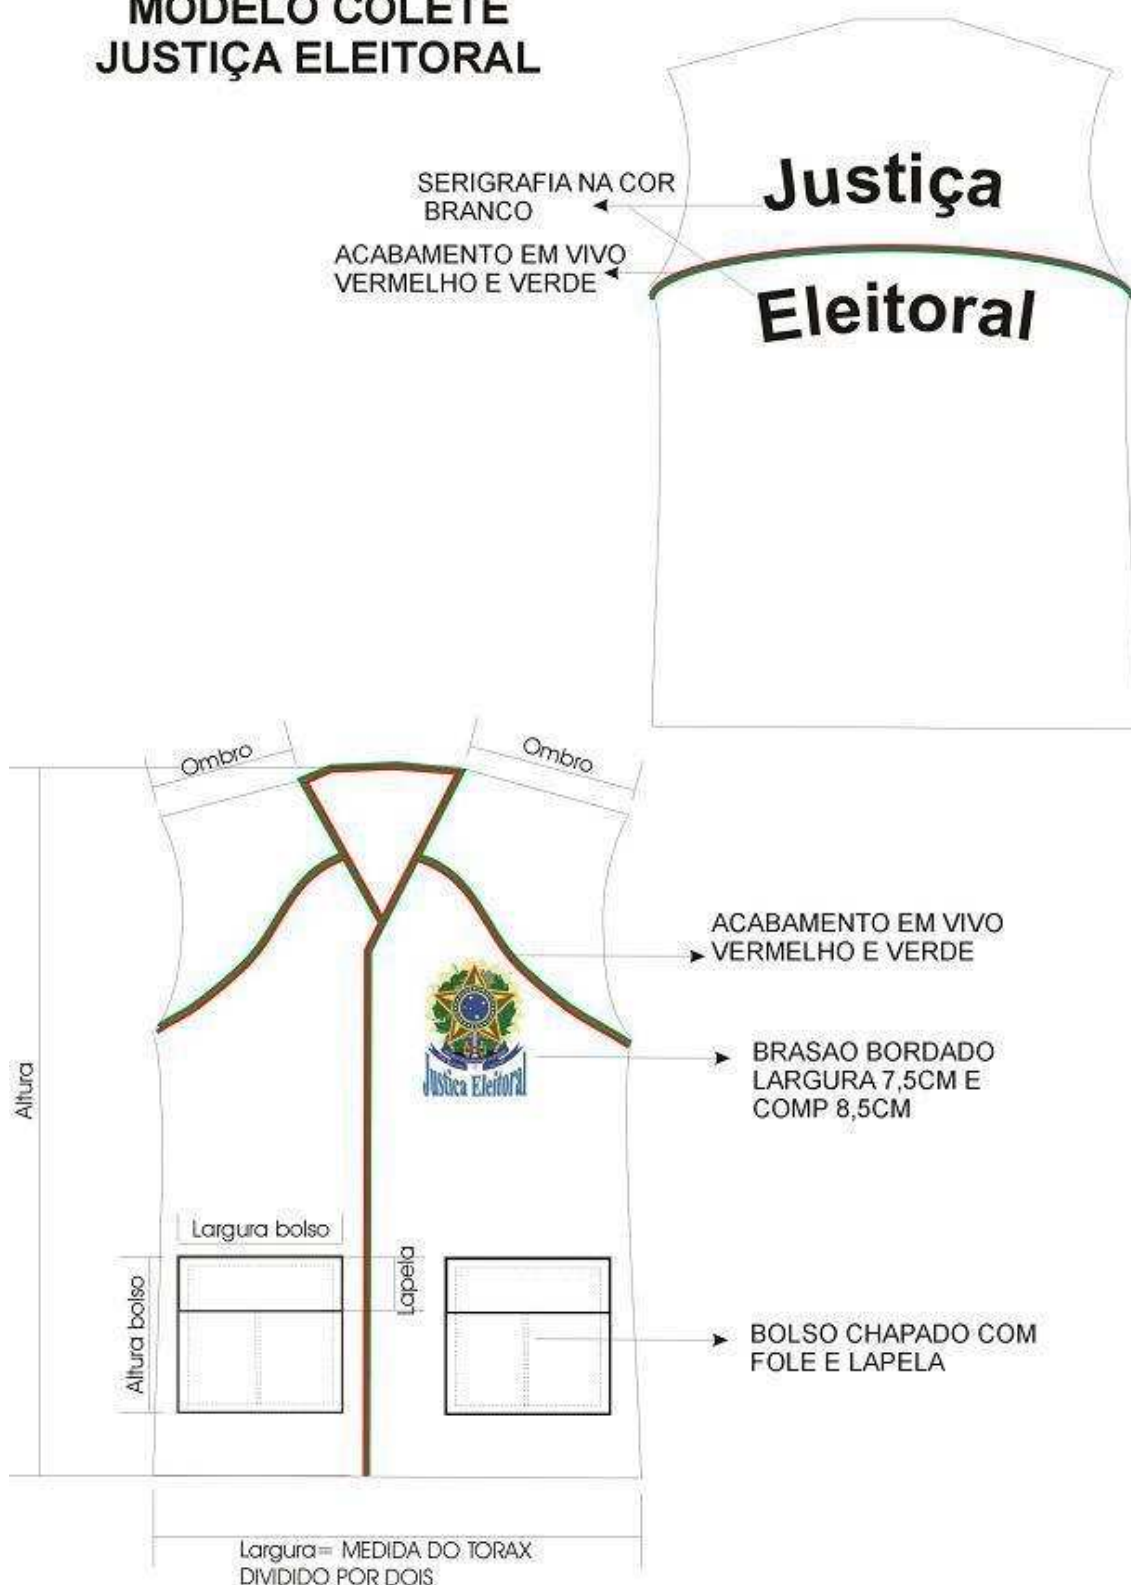 MODELO COLETE
JUSTIÇA ELEITORAL
Justiça
SERIGRAFIA NA COR
BRANCO
ACABAMENTO EM VIVO
VERMELHO E VERDE
Eleitoral
Ombro
Ombro
ACABAMENTO EM VIVO
VERMELHO E VERDE
Justiça Eleitoral
BRASAO BORDADO
LARGURA 7,5CM E
COMP 8,5CM
Altura
Largura bolso
Lapela
Altura bolso
BOLSO CHAPADO COM
FOLE E LAPELA
Largura= MEDIDA DO TORAX
DIVIDIDO POR DOIS